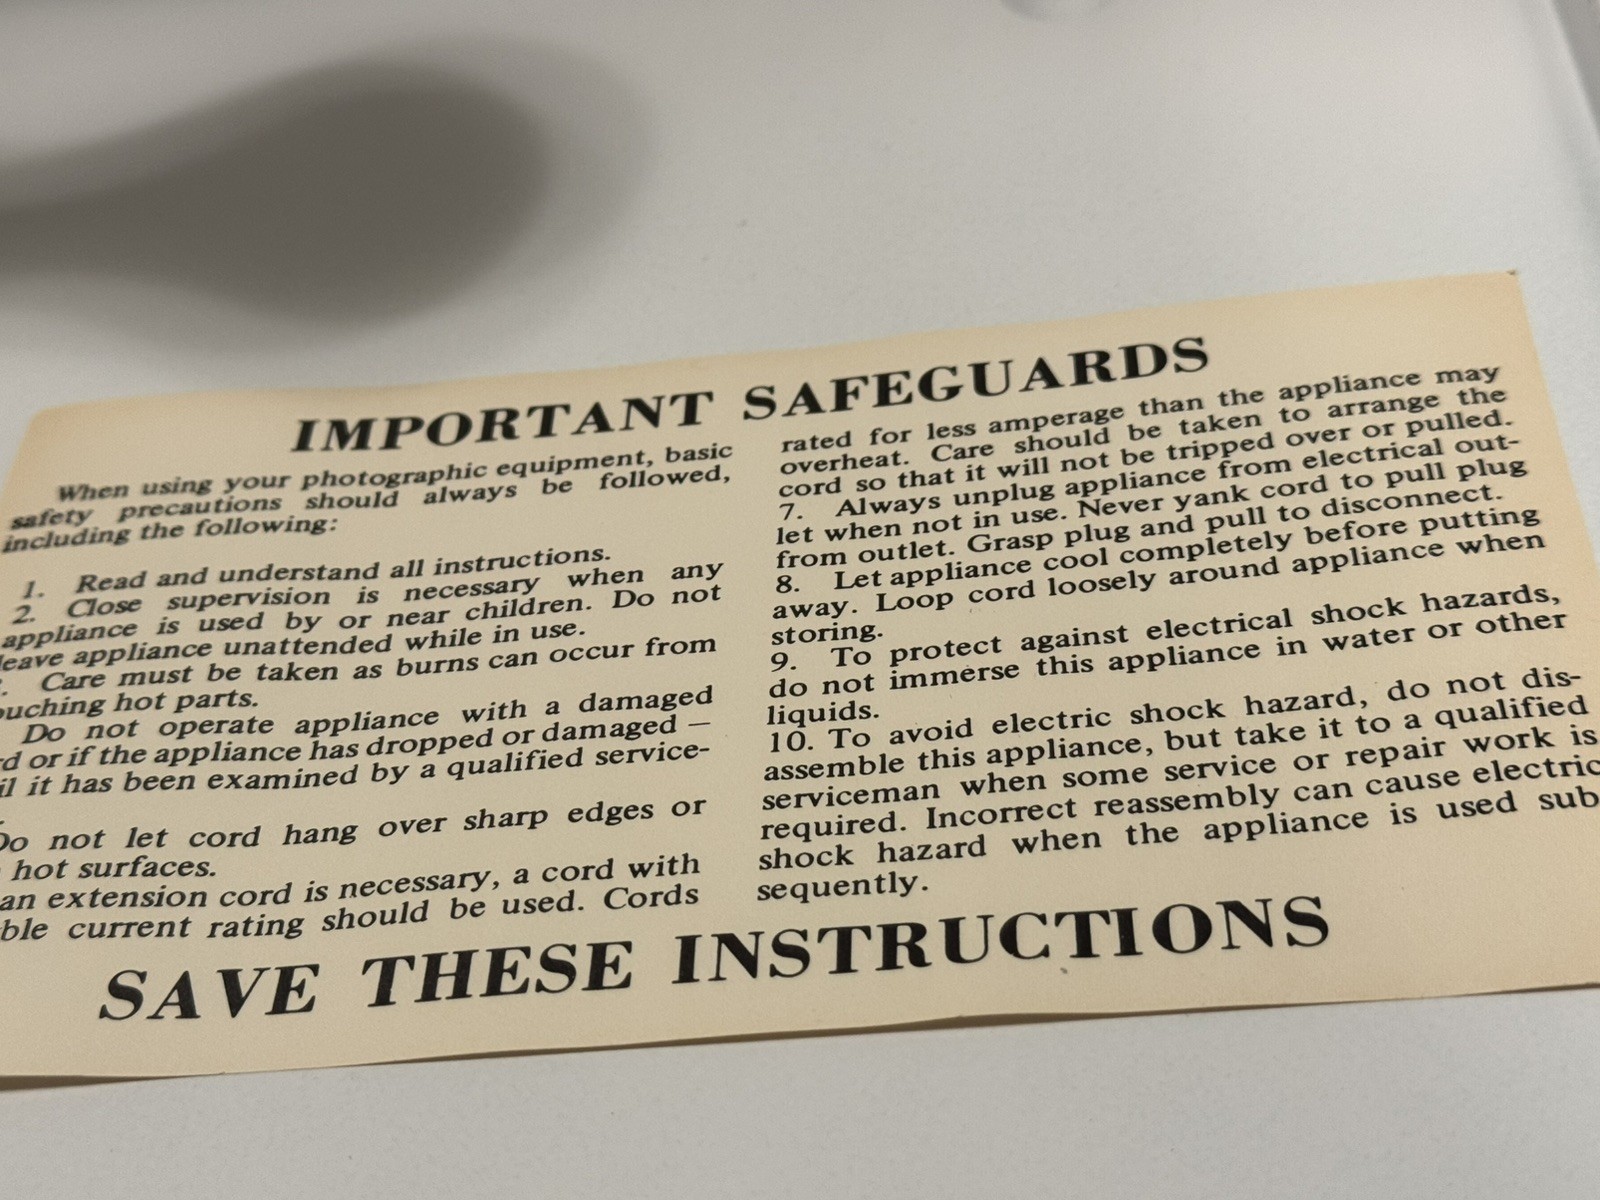 IMPORTANT SAFEGUARDS
When using your photographic equipment, basic
safety precautions should always be followed,
including the following:
1. Read and understand all instructions.
2. Close supervision is necessary when any
appliance is used by or near children. Do not
leave appliance unattended while in use.
Care must be taken as burns can occur from
hot parts.
Do not operate appliance with a damaged
or if the appliance has dropped or damaged —
it has been examined by a qualified service-
Do not let cord hang over sharp edges or
hot surfaces.
an extension cord is necessary, a cord with
current rating should be used. Cords
rated for less amperage than the appliance may
overheat. Care should be taken to arrange the
cord so that it will not be tripped over or pulled.
7. Always unplug appliance from electrical out-
let when not in use. Never yank cord to pull plug
from outlet. Grasp plug and pull to disconnect.
8. Let appliance cool completely before putting
away. Loop cord loosely around appliance when
storing.
9. To protect against electrical shock hazards,
do not immerse this appliance in water or other
liquids.
10. To avoid electric shock hazard, do not dis-
assemble this appliance, but take it to a qualified
serviceman when some service or repair work is
required. Incorrect reassembly can cause electric
shock hazard when the appliance is used sub
sequently.
SAVE THESE INSTRUCTIONS